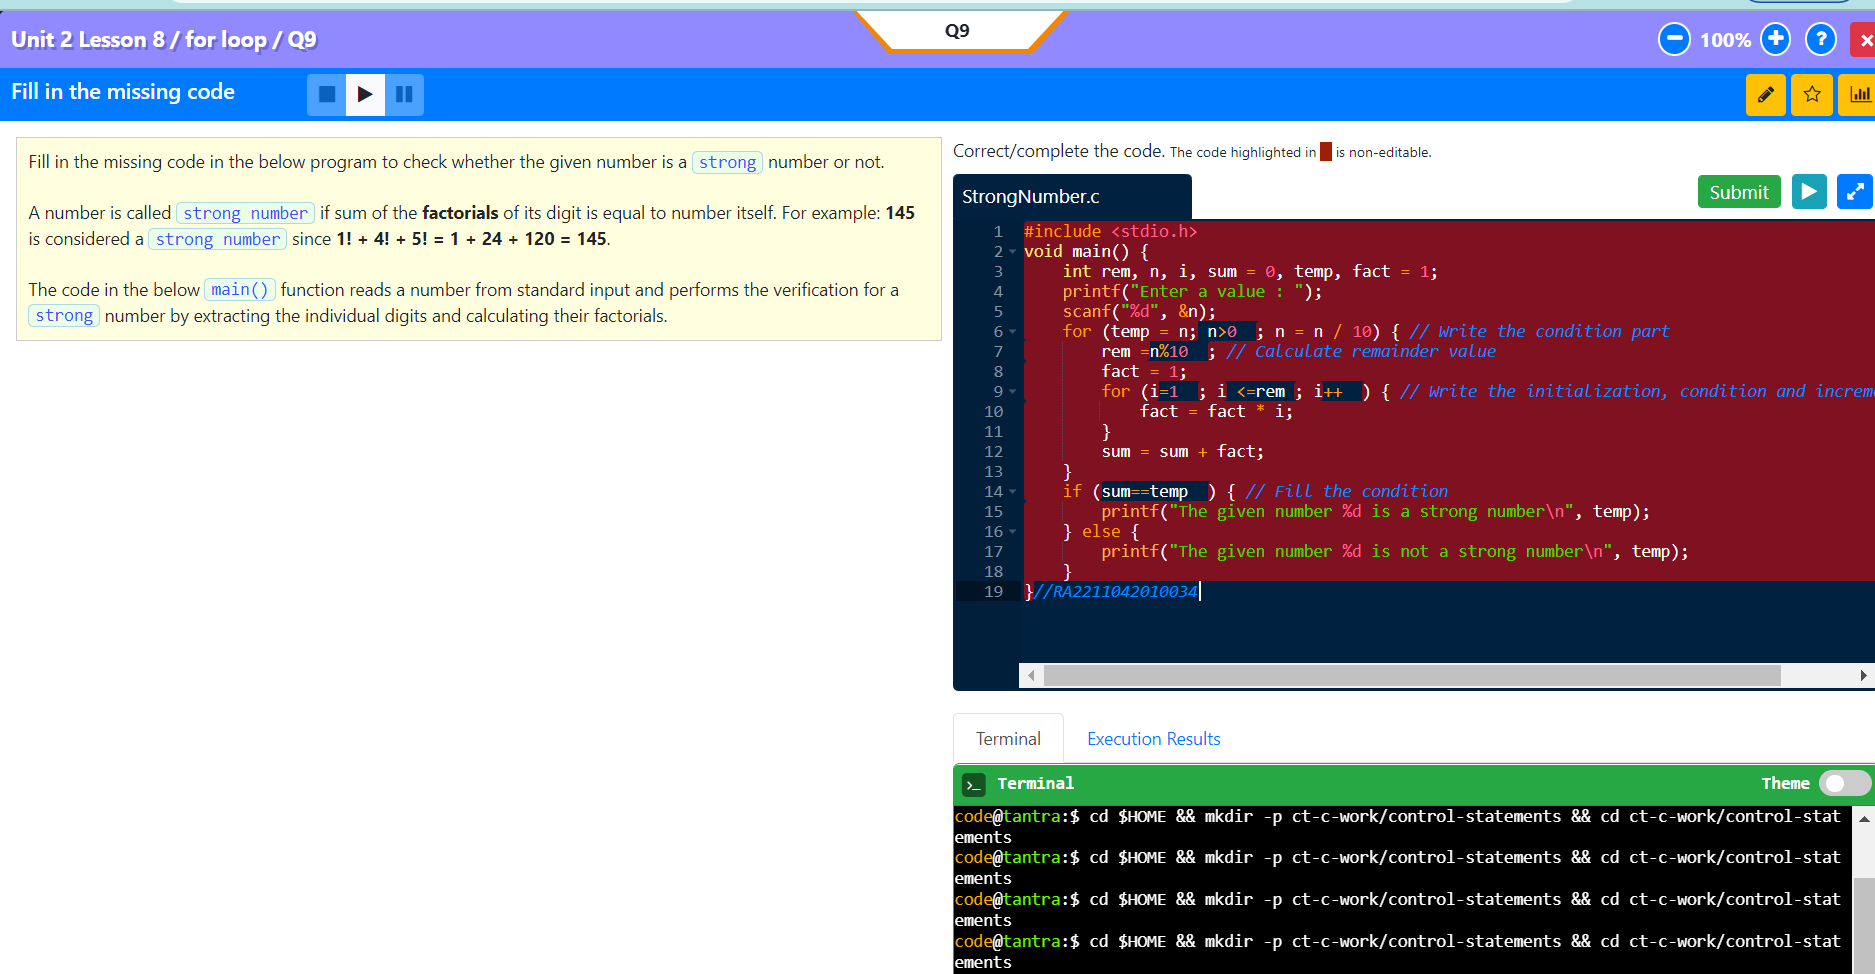 Unit 2 Lesson 8 / for loop / Q9
Q9
100%
?
Fill in the missing code
Fill in the missing code in the below program to check whether the given number is a strong number or not.
A number is called strong number if sum of the factorials of its digit is equal to number itself. For example: 145
is considered a strong number since 1! + 4! + 5! = 1 + 24 + 120 = 145.
The code in the below main() function reads a number from standard input and performs the verification for a
strong number by extracting the individual digits and calculating their factorials.
Correct/complete the code. The code highlighted in is non-editable.
StrongNumber.c
Submit
1 #include <stdio.h>
2 void main() {
3 int rem, n, i, sum = 0, temp, fact = 1;
4 printf("Enter a value : ");
5 scanf("%d", &n);
6 for (temp = n; n>0 ; n = n / 10) { // Write the condition part
7 rem =n%10 ; // Calculate remainder value
8 fact = 1;
9 for (i=1 ; i <=rem ; i++ ) { // Write the initialization, condition and increm
10 fact = fact * i;
11 }
12 sum = sum + fact;
13 }
14 if (sum==temp ) { // Fill the condition
15 printf("The given number %d is a strong number\n", temp);
16 } else {
17 printf("The given number %d is not a strong number\n", temp);
18 }
19 }//RA2211042010034
Terminal
Execution Results
>_ Terminal
Theme
code@tantra:$ cd $HOME && mkdir -p ct-c-work/control-statements && cd ct-c-work/control-stat
ements
code@tantra:$ cd $HOME && mkdir -p ct-c-work/control-statements && cd ct-c-work/control-stat
ements
code@tantra:$ cd $HOME && mkdir -p ct-c-work/control-statements && cd ct-c-work/control-stat
ements
code@tantra:$ cd $HOME && mkdir -p ct-c-work/control-statements && cd ct-c-work/control-stat
ements